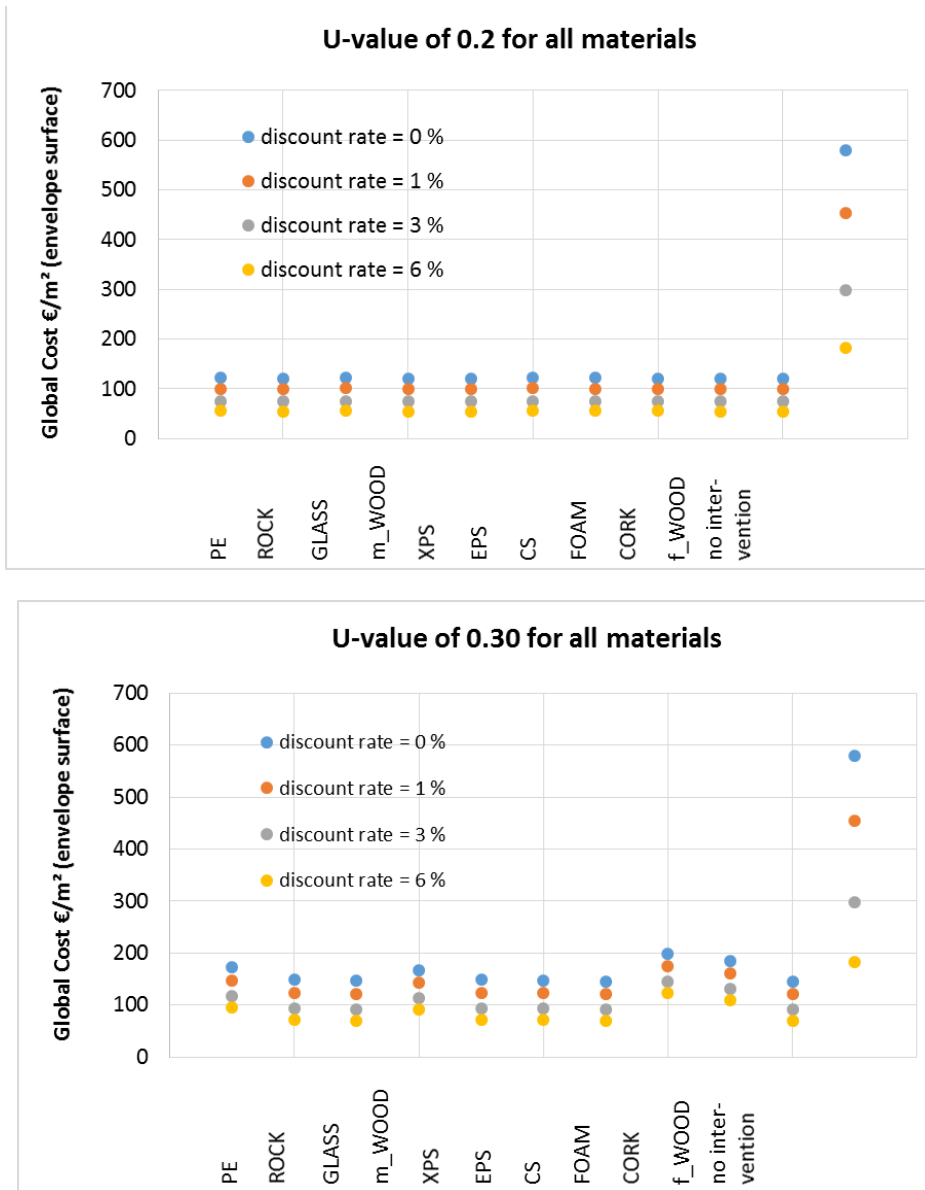 U-value of 0.2 for all materials
Global Cost €/m² (envelope surface)
700
600
500
400
300
200
100
0
discount rate = 0 %
discount rate = 1 %
discount rate = 3 %
discount rate = 6 %
PE
ROCK
GLASS
m_WOOD
XPS
EPS
CS
FOAM
CORK
f_WOOD
no inter-
vention
U-value of 0.30 for all materials
Global Cost €/m² (envelope surface)
700
600
500
400
300
200
100
0
discount rate = 0 %
discount rate = 1 %
discount rate = 3 %
discount rate = 6 %
PE
ROCK
GLASS
m_WOOD
XPS
EPS
CS
FOAM
CORK
f_WOOD
no inter-
vention